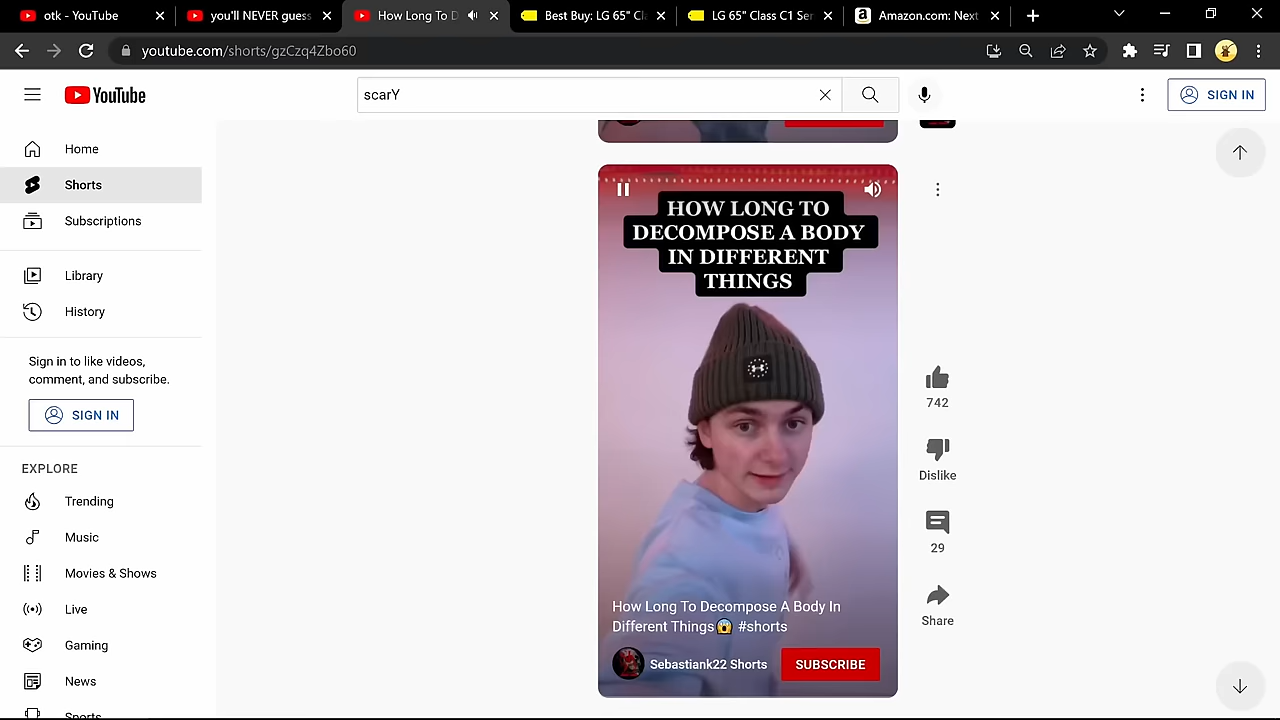 otk - YouTube
you'll NEVER guess
How Long To D
Best Buy: LG 65" Cla
LG 65" Class C1 Ser
Amazon.com: Next
youtube.com/shorts/gzCzq4Zbo60
YouTube
scarY
SIGN IN
Home
Shorts
Subscriptions
Library
History
Sign in to like videos,
comment, and subscribe.
SIGN IN
EXPLORE
Trending
Music
Movies & Shows
Live
Gaming
News
Sports
HOW LONG TO
DECOMPOSE A BODY
IN DIFFERENT
THINGS
742
Dislike
29
Share
How Long To Decompose A Body In
Different Things😱 #shorts
Sebastiank22 Shorts
SUBSCRIBE